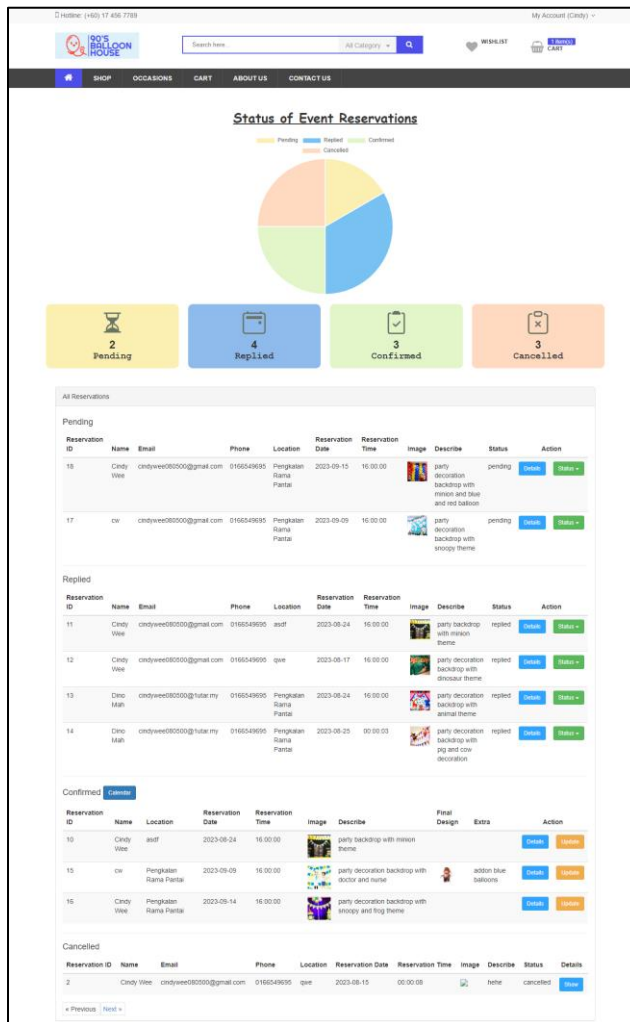 Hotline: (+60) 17 456 7789 My Account (Cindy)
90'S BALLOON HOUSE
Search here.. All Category
WISHLIST
1 item(s)
CART
SHOP OCCASIONS CART ABOUT US CONTACT US
Status of Event Reservations
Pending Replied Confirmed
Cancelled
2 4 3 3
Pending Replied Confirmed Cancelled
All Reservations
Pending
Reservation ID Name Email Phone Location Reservation Date Reservation Time Image Describe Status Action
18 Cindy Wee cindywee080500@gmail.com 0166549695 Pengkalan Rama Pantai 2023-09-15 16:00:00 party decoration backdrop with minion and blue and red balloon pending Details Status
17 cw cindywee080500@gmail.com 0166549695 Pengkalan Rama Pantai 2023-09-09 16:00:00 party decoration backdrop with snoopy theme pending Details Status
Replied
Reservation ID Name Email Phone Location Reservation Date Reservation Time Image Describe Status Action
11 Cindy Wee cindywee080500@gmail.com 0166549695 asdf 2023-08-24 16:00:00 party backdrop with minion theme replied Details Status
12 Cindy Wee cindywee080500@gmail.com 0166549695 qwe 2023-08-17 16:00:00 party decoration backdrop with dinosaur theme replied Details Status
13 Dino Mah cindywee080500@1utar.my 0166549695 Pengkalan Rama Pantai 2023-08-24 16:00:00 party decoration backdrop with animal theme replied Details Status
14 Dino Mah cindywee080500@1utar.my 0166549695 Pengkalan Rama Pantai 2023-08-25 00:00:03 party decoration backdrop with pig and cow decoration replied Details Status
Confirmed Calendar
Reservation ID Name Location Reservation Date Reservation Time Image Describe Final Design Extra Action
10 Cindy Wee asdf 2023-08-24 16:00:00 party backdrop with minion theme Details Update
15 cw Pengkalan Rama Pantai 2023-09-09 16:00:00 party decoration backdrop with doctor and nurse addon blue balloons Details Update
16 Cindy Wee Pengkalan Rama Pantai 2023-09-14 16:00:00 party decoration backdrop with snoopy and frog theme Details Update
Cancelled
Reservation ID Name Email Phone Location Reservation Date Reservation Time Image Describe Status Details
2 Cindy Wee cindywee080500@gmail.com 0166549695 qwe 2023-08-15 00:00:08 hehe cancelled Show
« Previous Next »